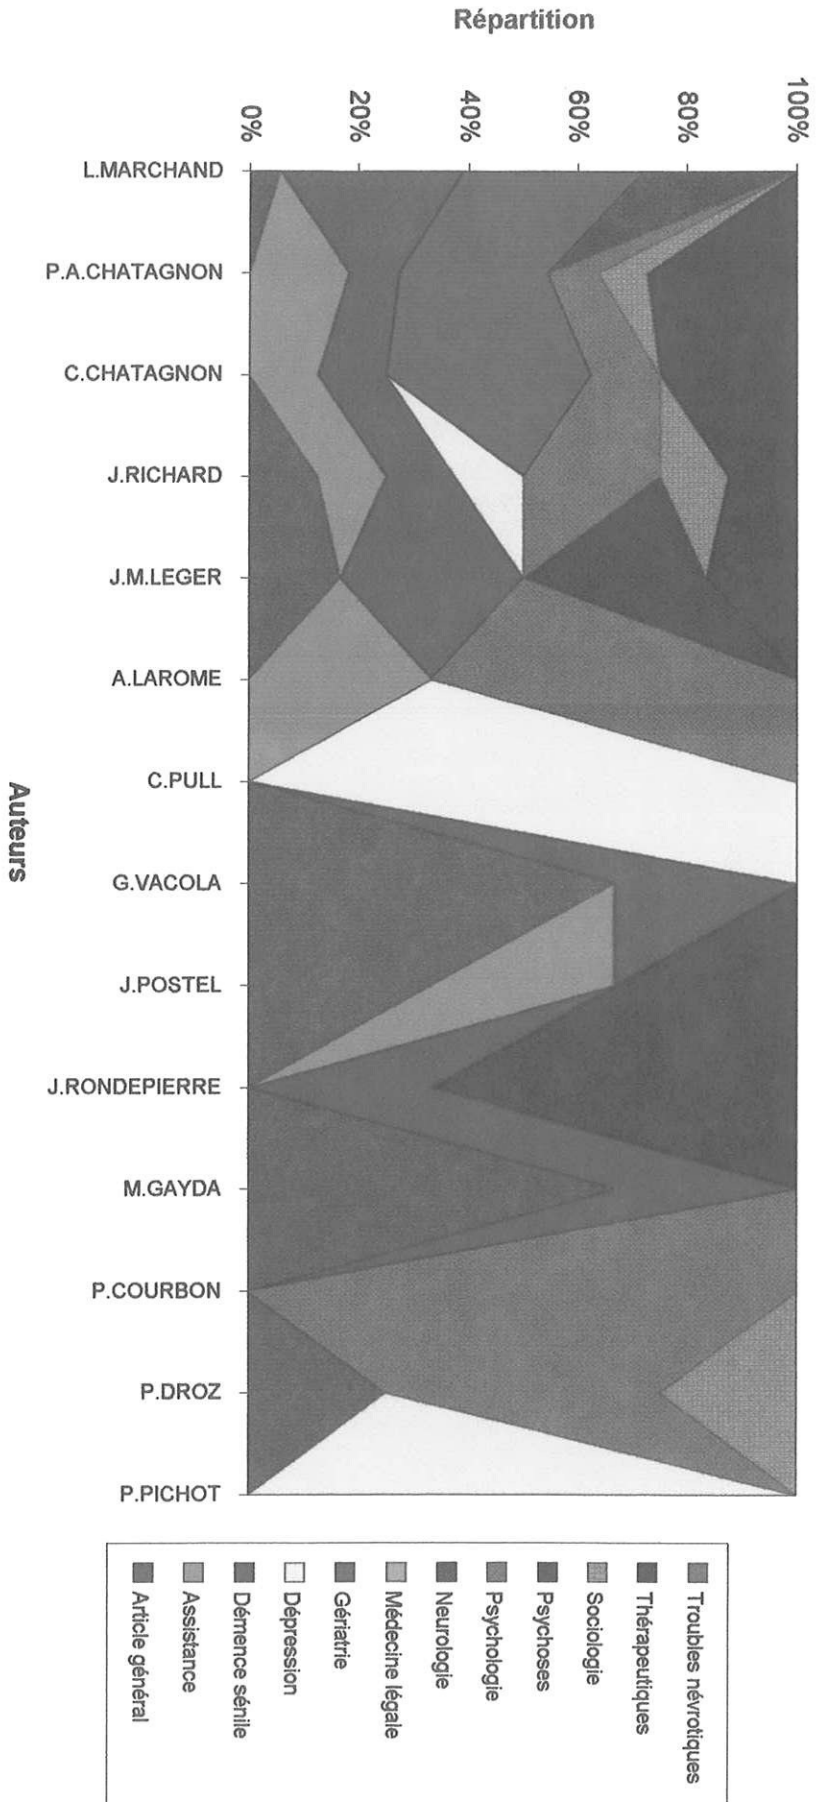 Répartition
100%
80%
60%
40%
20%
0%
L.MARCHAND
P.A.CHATAGNON
C.CHATAGNON
J.RICHARD
J.M.LEGER
A.LAROME
C.PULL
G.VACOLA
J.POSTEL
J.RONDEPIERRE
M.GAYDA
P.COURBON
P.DROZ
P.PICHOT
Auteurs
Troubles névrotiques
Thérapeutiques
Sociologie
Psychoses
Psychologie
Neurologie
Médecine légale
Gériatrie
Dépression
Démence sénile
Assistance
Article général